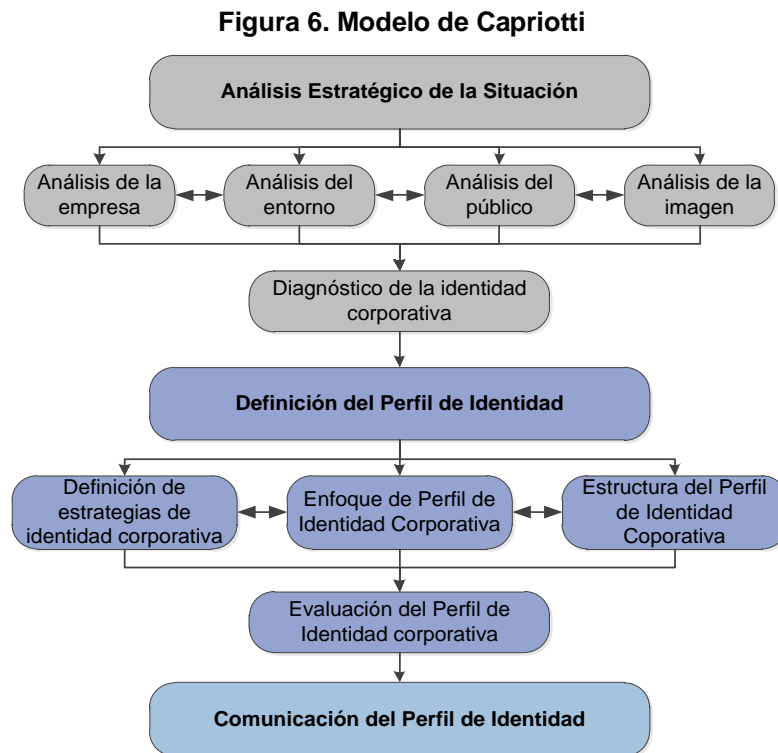 Figura 6. Modelo de Capriotti
Análisis Estratégico de la Situación
Análisis de la
empresa
Análisis del
entorno
Análisis del
público
Análisis de la
imagen
Diagnóstico de la identidad
corporativa
Definición del Perfil de Identidad
Definición de
estrategias de
identidad corporativa
Enfoque de Perfil de
Identidad Corporativa
Estructura del Perfil
de Identidad
Coporativa
Evaluación del Perfil de
Identidad corporativa
Comunicación del Perfil de Identidad